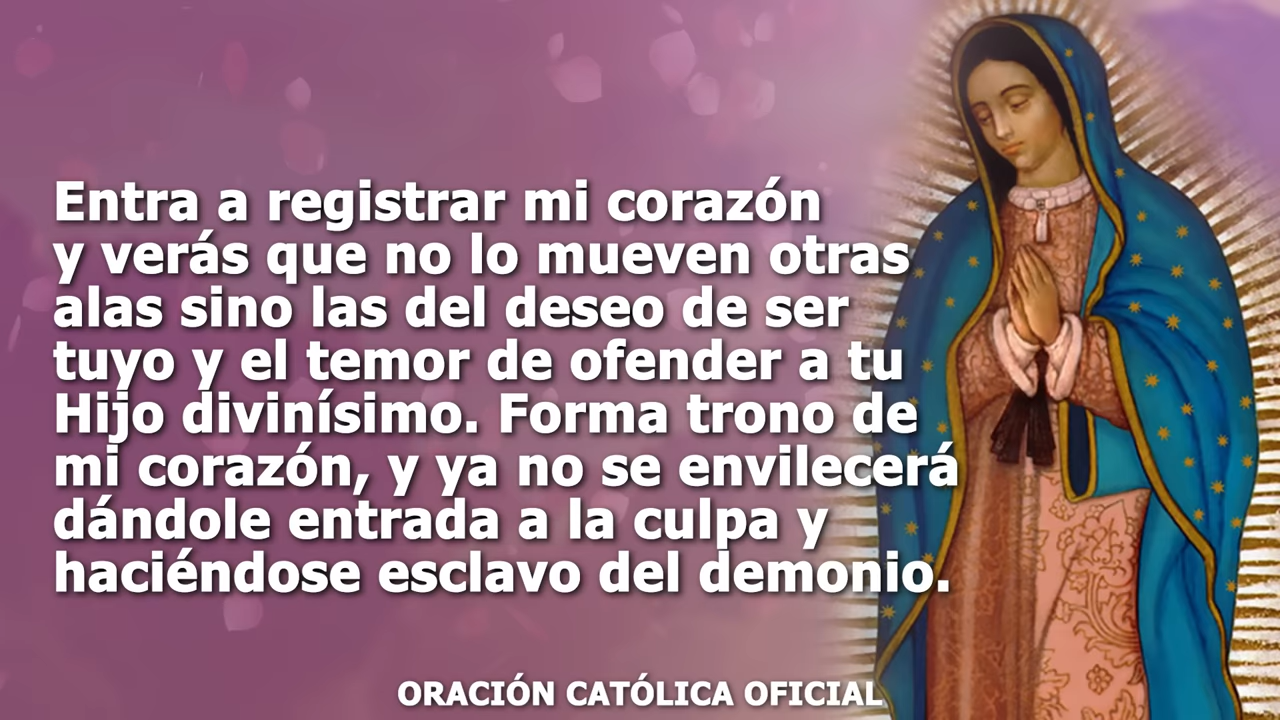 Entra a registrar mi corazón
y verás que no lo mueven otras
alas sino las del deseo de ser
tuyo y el temor de ofender a tu
Hijo divinísimo. Forma trono de
mi corazón, y ya no se envilecerá
dándole entrada a la culpa y
haciéndose esclavo del demonio.
ORACIÓN CATÓLICA OFICIAL